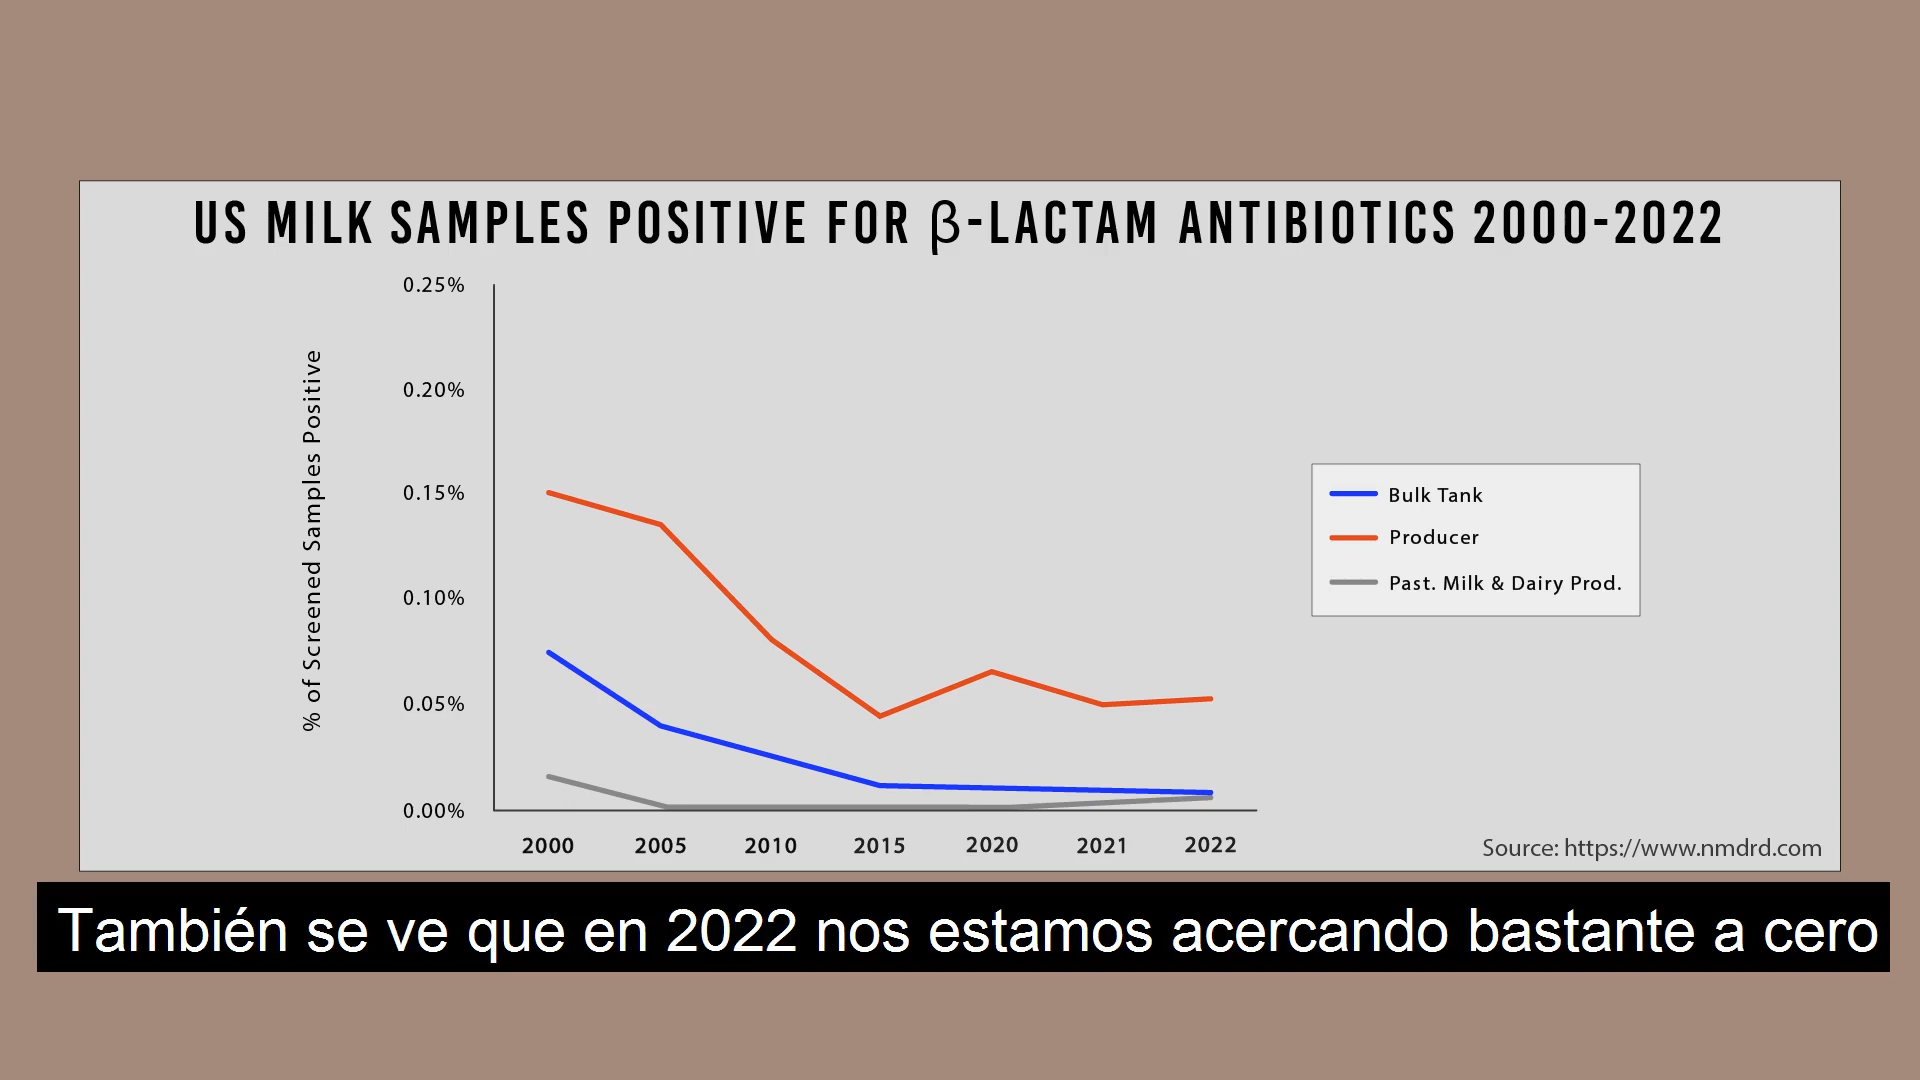 US MILK SAMPLES POSITIVE FOR β-LACTAM ANTIBIOTICS 2000-2022
% of Screened Samples Positive
0.25%
0.20%
0.15%
0.10%
0.05%
0.00%
2000 2005 2010 2015 2020 2021 2022
Bulk Tank
Producer
Past. Milk & Dairy Prod.
Source: https://www.nmdrd.com
También se ve que en 2022 nos estamos acercando bastante a cero